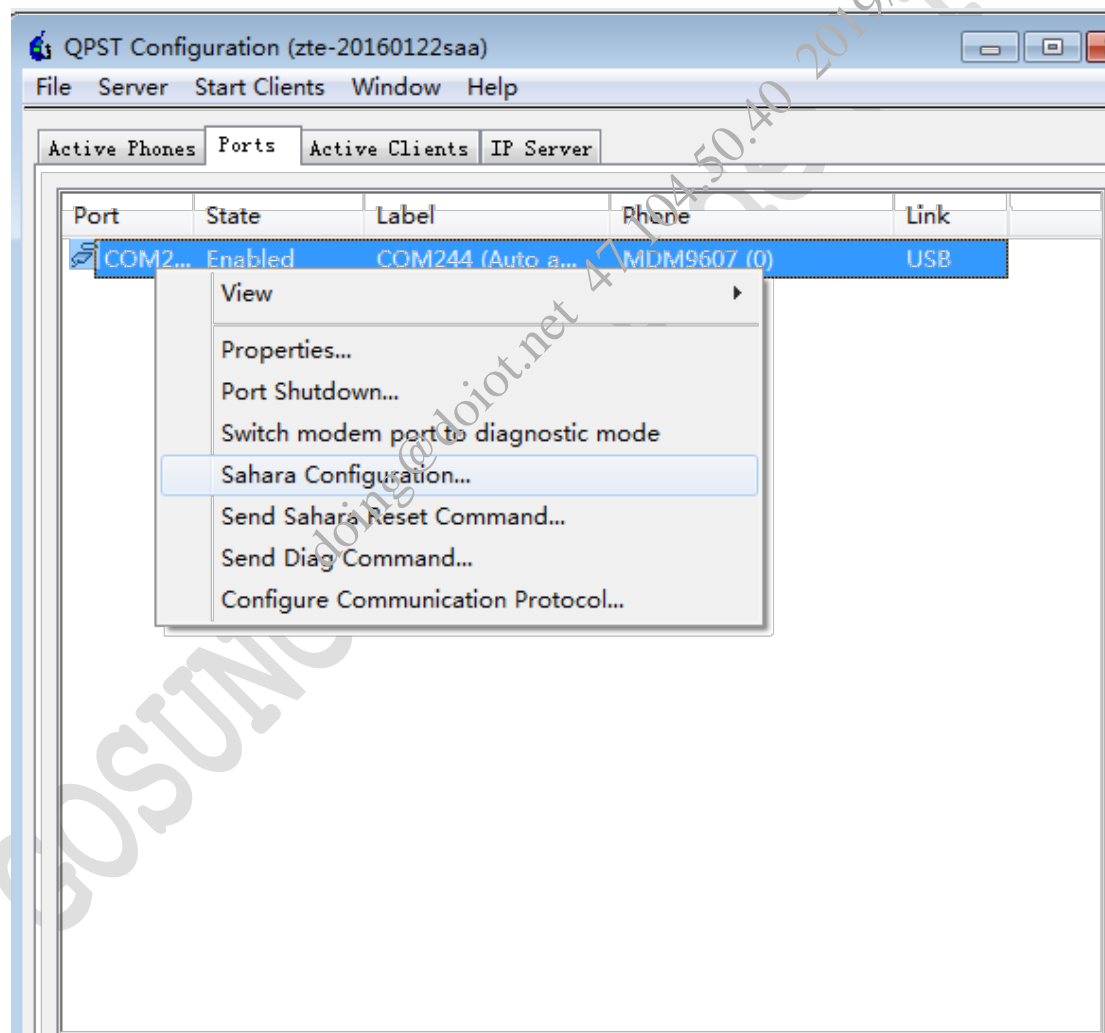 QPST Configuration (zte-20160122saa)
File Server Start Clients Window Help
Active Phones Ports Active Clients IP Server
Port State Label Phone Link
COM2... Enabled COM244 (Auto a... MDM9607 (0) USB
View
Properties...
Port Shutdown...
Switch modem port to diagnostic mode
Sahara Configuration...
Send Sahara Reset Command...
Send Diag Command...
Configure Communication Protocol...
doing@doiot.net 47.104.50.40 2019/
GOSUNC